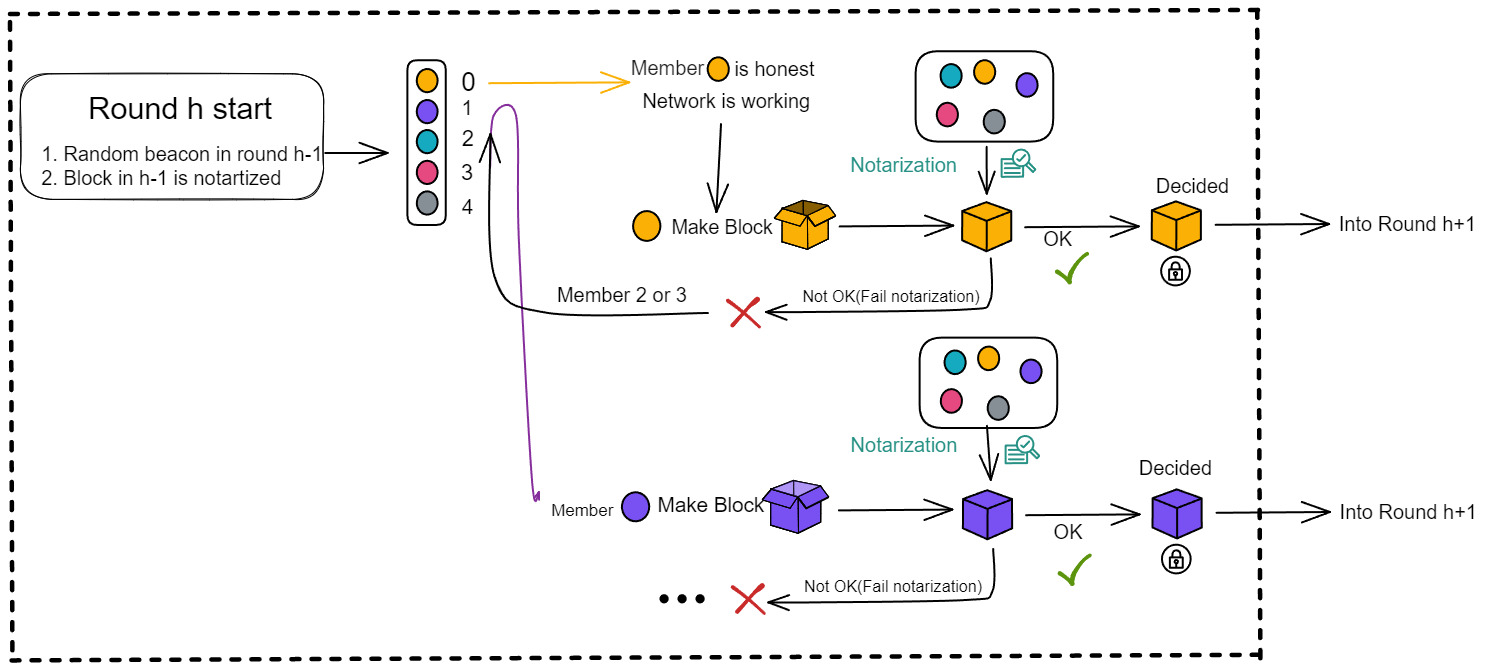 Round h start
1. Random beacon in round h-1
2. Block in h-1 is notartized
0
1
2
3
4
Member is honest
Network is working
Notarization
Make Block
OK
Decided
Into Round h+1
Not OK(Fail notarization)
Member 2 or 3
Notarization
Member
Make Block
OK
Decided
Into Round h+1
Not OK(Fail notarization)
•••